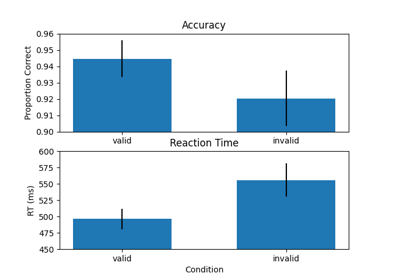 Accuracy
Proportion Correct
0.96
0.95
0.94
0.93
0.92
0.91
0.90
valid invalid
Reaction Time
RT (ms)
600
575
550
525
500
475
450
valid invalid
Condition